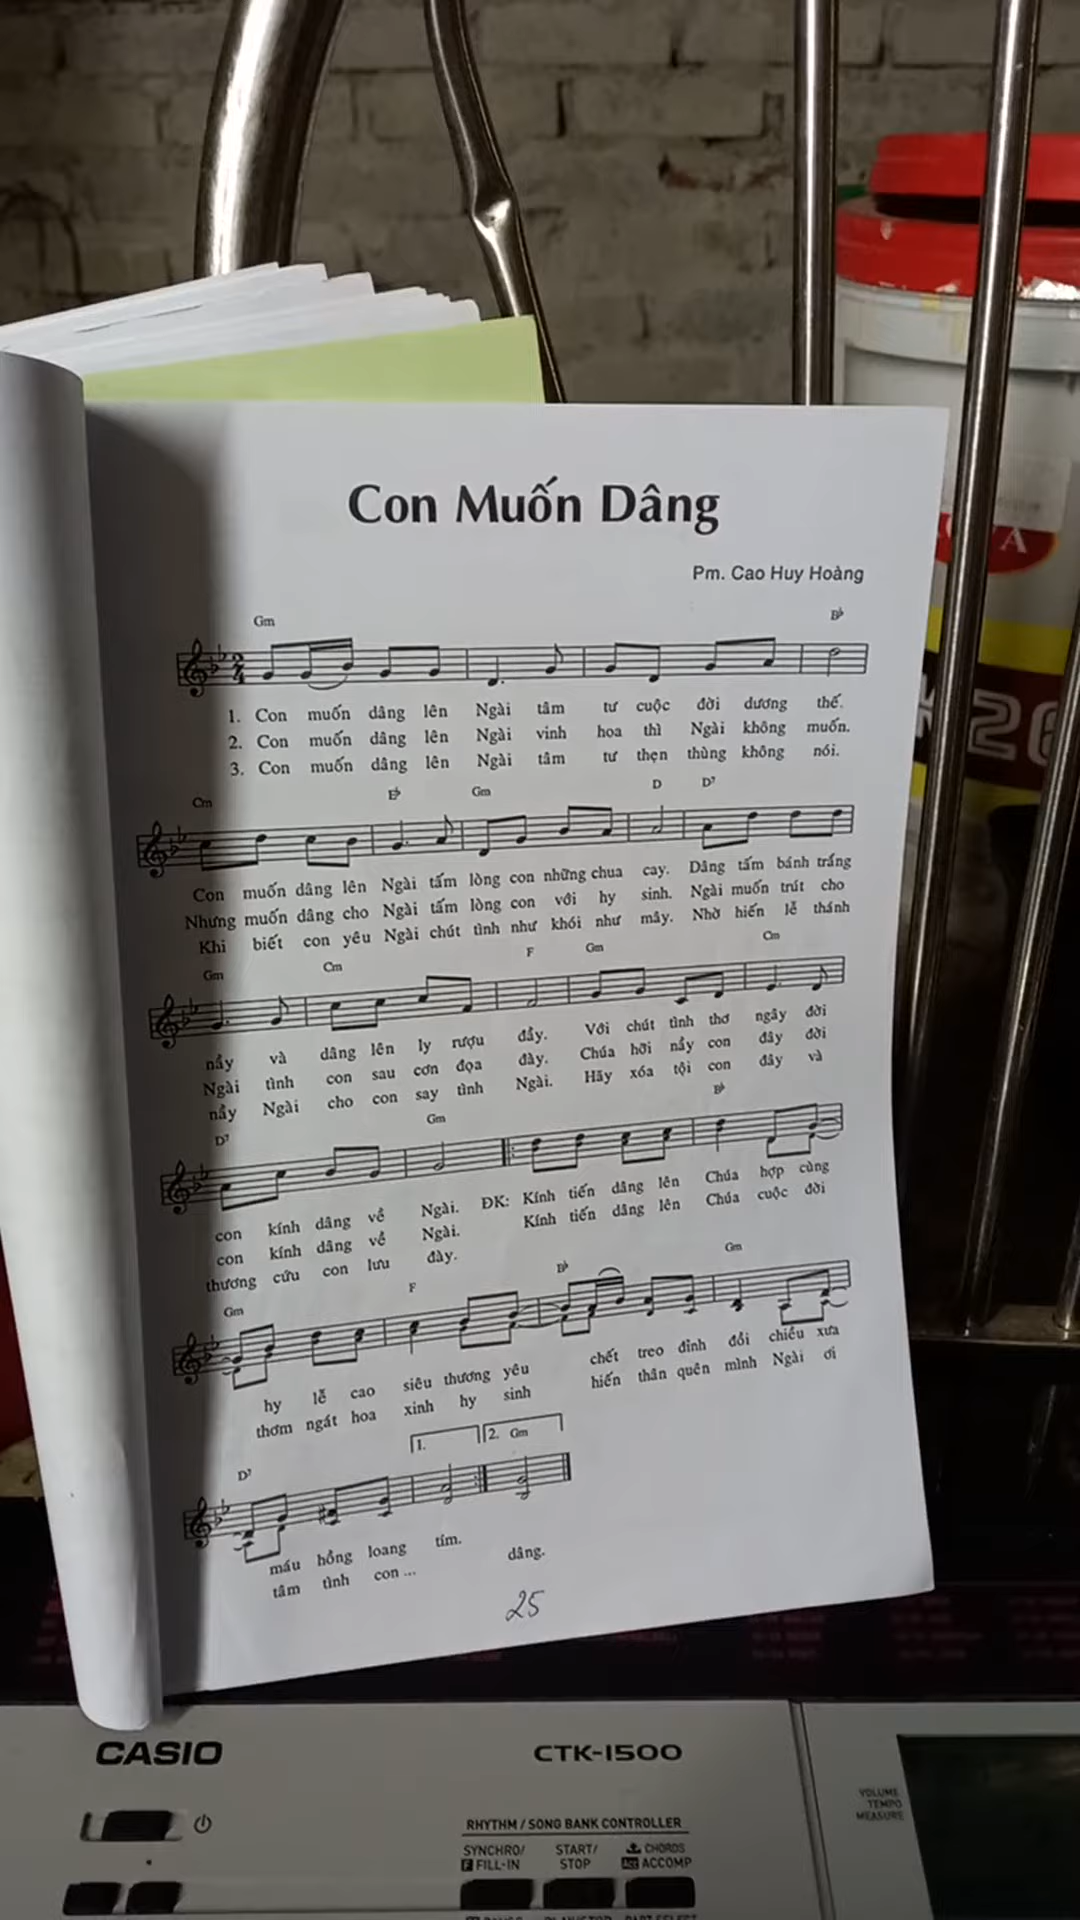 Con Muốn Dâng
Pm. Cao Huy Hoàng
Gm B♭
2/4
1. Con muốn dâng lên Ngài tâm tư cuộc đời dương thế.
2. Con muốn dâng lên Ngài vinh hoa thì Ngài không muốn.
3. Con muốn dâng lên Ngài tâm tư thẹn thùng không nói.
Cm E♭ Gm D D7
Con muốn dâng lên Ngài tấm lòng con những chua cay. Dâng tấm bánh trắng
Nhưng muốn dâng cho Ngài tấm lòng con với hy sinh. Ngài muốn trút cho
Khi biết con yêu Ngài chút tình như khói như mây. Nhờ hiến lễ thánh
Gm Cm F Gm Cm
nầy và dâng lên ly rượu đầy. Với chút tình thơ ngây đời
Ngài tình con sau cơn đọa đày. Chúa hỡi nầy con đây đời
nầy Ngài cho con say tình Ngài. Hãy xóa tội con đây và
D7 Gm B♭
con kính dâng về Ngài. ĐK: Kính tiến dâng lên Chúa hợp cùng
con kính dâng về Ngài. Kính tiến dâng lên Chúa cuộc đời
thương cứu con lưu đày.
Gm F B♭ Gm
hy lễ cao siêu thương yêu chết treo đỉnh đồi chiều xưa
thơm ngát hoa xinh hy sinh hiến thân quên mình Ngài ơi
D7 1. 2. Gm
máu hồng loang tím.
tâm tình con ... dâng.
25
CASIO
CTK-1500
VOLUME
TEMPO
MEASURE
RHYTHM / SONG BANK CONTROLLER
SYNCHRO/ START/ CHORDS
F FILL-IN STOP Acc ACCOMP